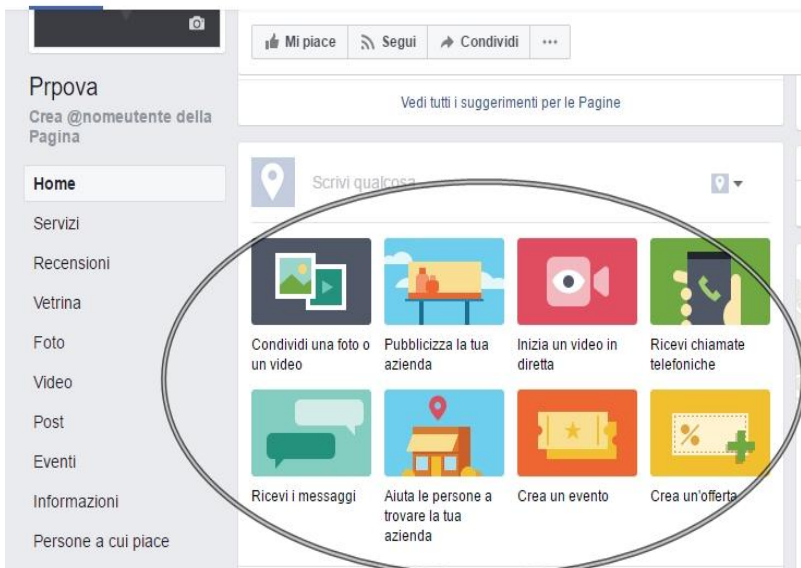 Mi piace Segui Condividi ...
Vedi tutti i suggerimenti per le Pagine
Prpova
Crea @nomeutente della
Pagina
Home
Servizi
Recensioni
Vetrina
Foto
Video
Post
Eventi
Informazioni
Persone a cui piace
Scrivi qualcosa
Condividi una foto o
un video
Pubblicizza la tua
azienda
Inizia un video in
diretta
Ricevi chiamate
telefoniche
Ricevi i messaggi
Aiuta le persone a
trovare la tua
azienda
Crea un evento
%
Crea un'offerta